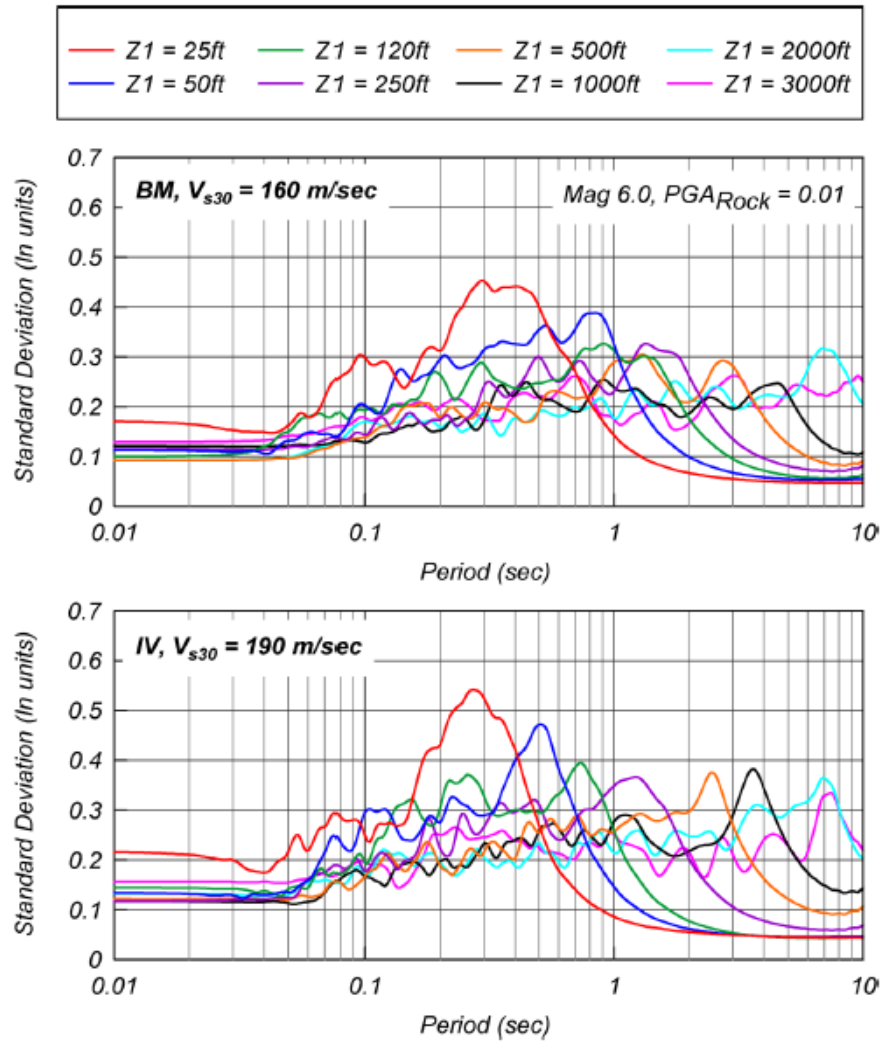 Z1 = 25ft Z1 = 120ft Z1 = 500ft Z1 = 2000ft
Z1 = 50ft Z1 = 250ft Z1 = 1000ft Z1 = 3000ft
0.7
BM, Vs30 = 160 m/sec Mag 6.0, PGARock = 0.01
0.6
0.5
0.4
0.3
0.2
0.1
0
Standard Deviation (ln units)
0.01 0.1 1 10
Period (sec)
0.7
IV, Vs30 = 190 m/sec
0.6
0.5
0.4
0.3
0.2
0.1
0
Standard Deviation (ln units)
0.01 0.1 1 10
Period (sec)